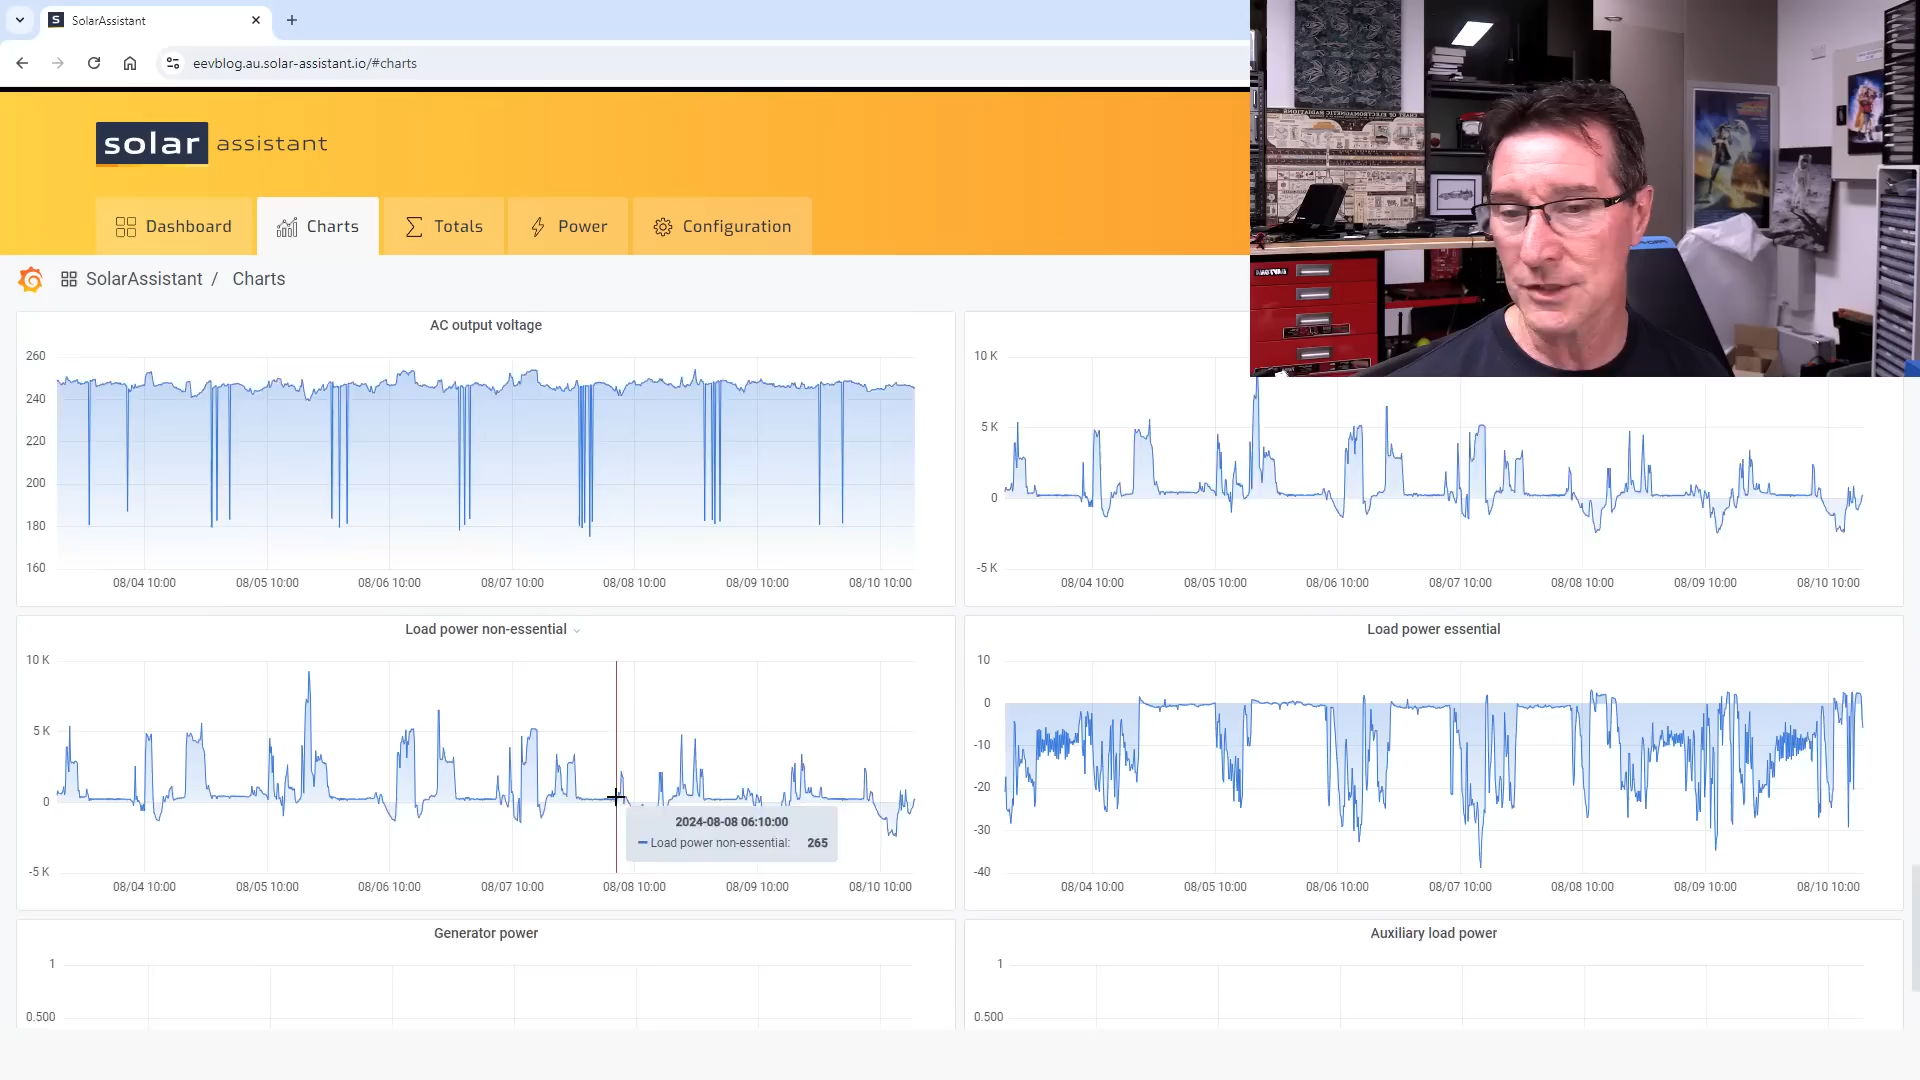 SolarAssistant
eevblog.au.solar-assistant.io/#charts
solar assistant
Dashboard
Charts
Totals
Power
Configuration
SolarAssistant / Charts
AC output voltage
260
240
220
200
180
160
08/04 10:00 08/05 10:00 08/06 10:00 08/07 10:00 08/08 10:00 08/09 10:00 08/10 10:00
10 K
5 K
0
-5 K
08/04 10:00 08/05 10:00 08/06 10:00 08/07 10:00 08/08 10:00 08/09 10:00 08/10 10:00
Load power non-essential
10 K
5 K
0
-5 K
2024-08-08 06:10:00
Load power non-essential: 265
08/04 10:00 08/05 10:00 08/06 10:00 08/07 10:00 08/08 10:00 08/09 10:00 08/10 10:00
Load power essential
10
0
-10
-20
-30
-40
08/04 10:00 08/05 10:00 08/06 10:00 08/07 10:00 08/08 10:00 08/09 10:00 08/10 10:00
Generator power
1
0.500
Auxiliary load power
1
0.500